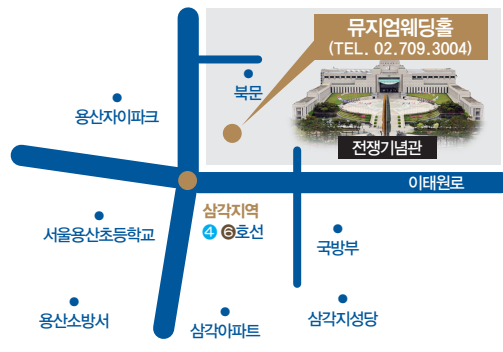 뮤지엄웨딩홀
(TEL. 02.709.3004)
북문
용산자이파크
전쟁기념관
이태원로
삼각지역
4 6호선
서울용산초등학교
국방부
용산소방서
삼각아파트
삼각지성당